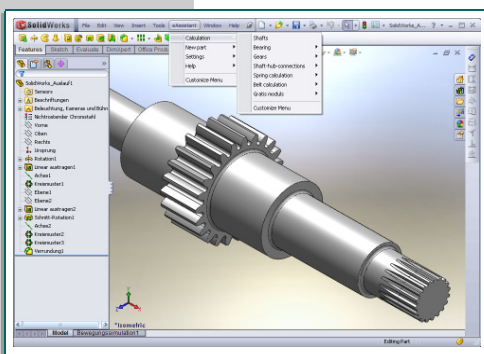 SolidWorks File Edit View Insert Tools eAssistant Window Help SolidWorks_A...
Calculation
New part
Settings
Help
Customize Menu
Shafts
Bearing
Gears
Shaft-hub-connections
Spring calculation
Belt calculation
Gratis moduls
Customize Menu
Features Sketch Evaluate DimXpert Office Prod
SolidWorks_Auslauf1
Sensors
Beschriftungen
Beleuchtung, Kameras und Bühn
Nichtrostender Chromstahl
Vorne
Oben
Rechts
Ursprung
Rotation1
Linear austragen1
Achse1
Kreismuster1
Ebene1
Ebene2
Linear austragen2
Schnitt-Rotation1
Achse2
Kreismuster2
Kreismuster3
Verrundung2
Y
X
Z
*Isometric
Model Bewegungssimulation1
Editing Part